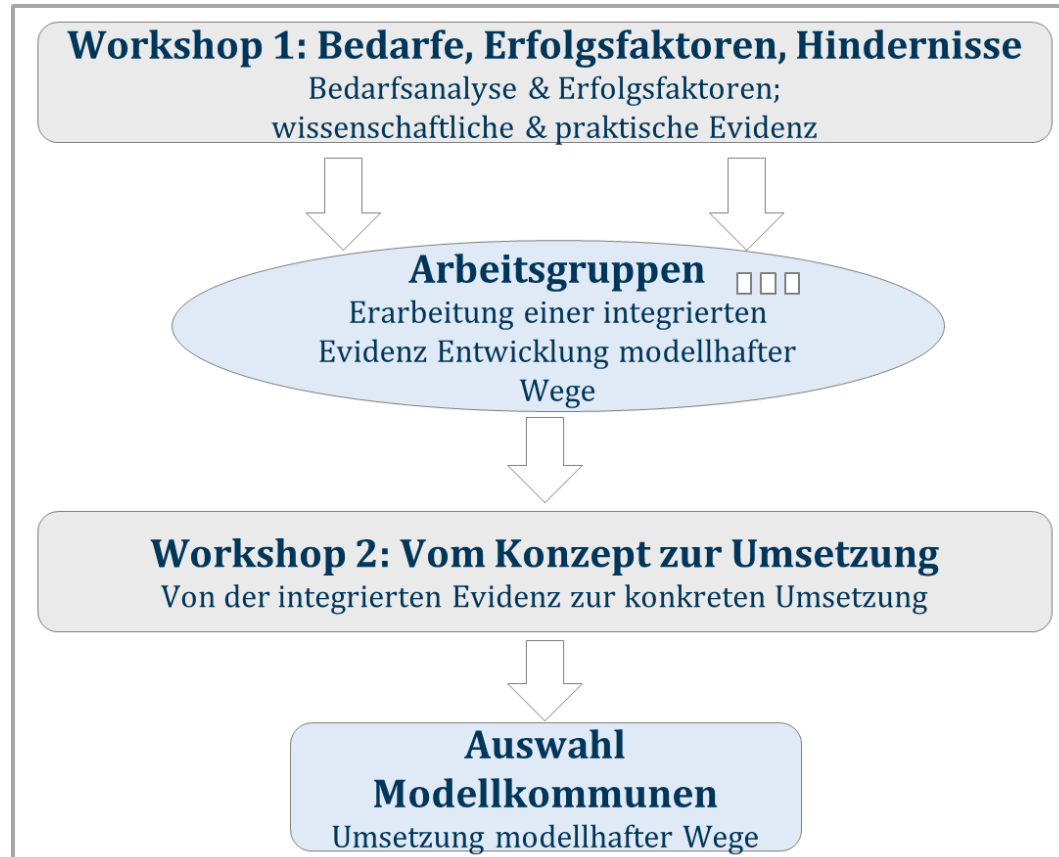 Workshop 1: Bedarfe, Erfolgsfaktoren, Hindernisse
Bedarfsanalyse & Erfolgsfaktoren;
wissenschaftliche & praktische Evidenz
Arbeitsgruppen
Erarbeitung einer integrierten
Evidenz Entwicklung modellhafter
Wege
Workshop 2: Vom Konzept zur Umsetzung
Von der integrierten Evidenz zur konkreten Umsetzung
Auswahl
Modellkommunen
Umsetzung modellhafter Wege